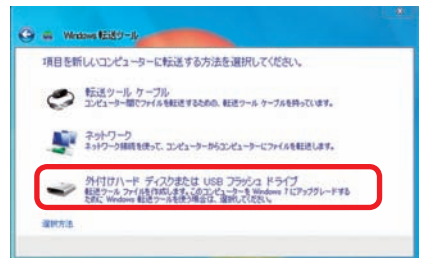 Windows 転送ツール
項目を新しいコンピューターに転送する方法を選択してください。
転送ツール ケーブル
コンピューター間でファイルを転送するための、転送ツール ケーブルを持っています。
ネットワーク
ネットワーク接続を使って、コンピューターからコンピューターにファイルを転送します。
外付けハード ディスクまたは USB フラッシュ ドライブ
転送ツール ファイルを作成します。このコンピューターを Windows 7 にアップグレードする
ために Windows 転送ツールを使う場合は、選択してください。
選択方法